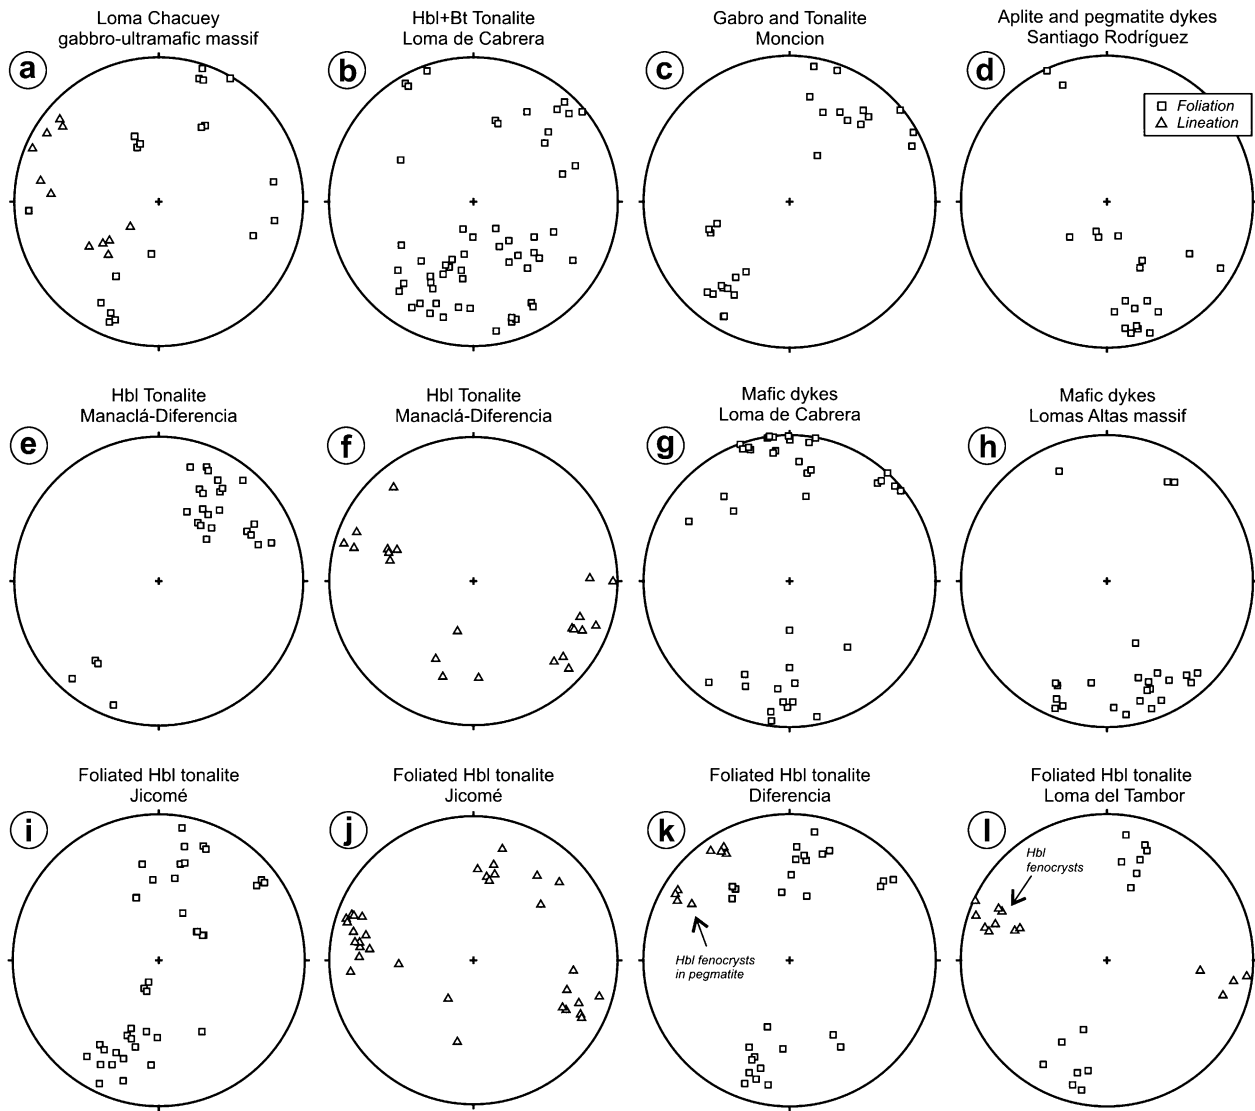 Loma Chacuey
gabbro-ultramafic massif
a
Hbl+Bt Tonalite
Loma de Cabrera
b
Gabro and Tonalite
Moncion
c
Aplite and pegmatite dykes
Santiago Rodríguez
d
Foliation
Lineation
Hbl Tonalite
Manaclá-Diferencia
e
Hbl Tonalite
Manaclá-Diferencia
f
Mafic dykes
Loma de Cabrera
g
Mafic dykes
Lomas Altas massif
h
Foliated Hbl tonalite
Jicomé
i
Foliated Hbl tonalite
Jicomé
j
Foliated Hbl tonalite
Diferencia
k
Hbl fenocrysts
in pegmatite
Foliated Hbl tonalite
Loma del Tambor
l
Hbl
fenocrysts